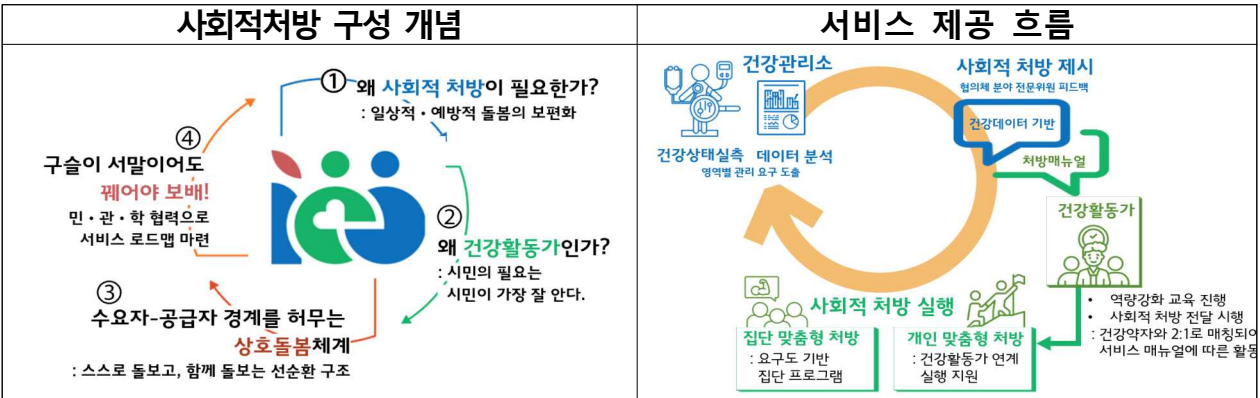 사회적처방 구성 개념
① 왜 사회적 처방이 필요한가?
: 일상적・예방적 돌봄의 보편화
② 
왜 건강활동가인가?
: 시민의 필요는
시민이 가장 잘 안다.
③
수요자-공급자 경계를 허무는
상호돌봄체계
: 스스로 돌보고, 함께 돌보는 선순환 구조
④
구슬이 서말이어도
꿰어야 보배!
민・관・학 협력으로
서비스 로드맵 마련
서비스 제공 흐름
건강관리소
건강상태실측 데이터 분석
영역별 관리 요구 도출
사회적 처방 제시
협의체 분야 전문위원 피드백
건강데이터 기반
처방매뉴얼
건강활동가
• 역량강화 교육 진행
• 사회적 처방 전달 시행
: 건강약자와 2:1로 매칭되어
서비스 매뉴얼에 따른 활동
사회적 처방 실행
집단 맞춤형 처방
: 요구도 기반
집단 프로그램
개인 맞춤형 처방
: 건강활동가 연계
실행 지원